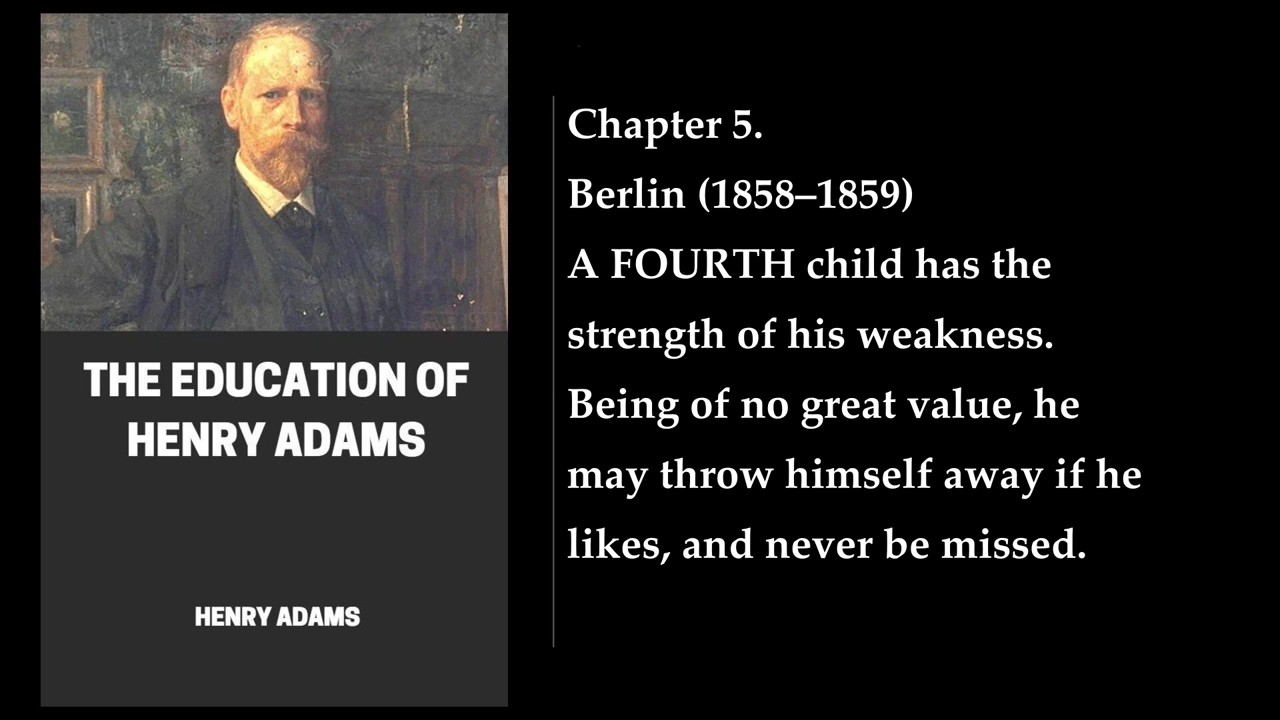 THE EDUCATION OF
HENRY ADAMS
HENRY ADAMS
Chapter 5.
Berlin (1858–1859)
A FOURTH child has the
strength of his weakness.
Being of no great value, he
may throw himself away if he
likes, and never be missed.